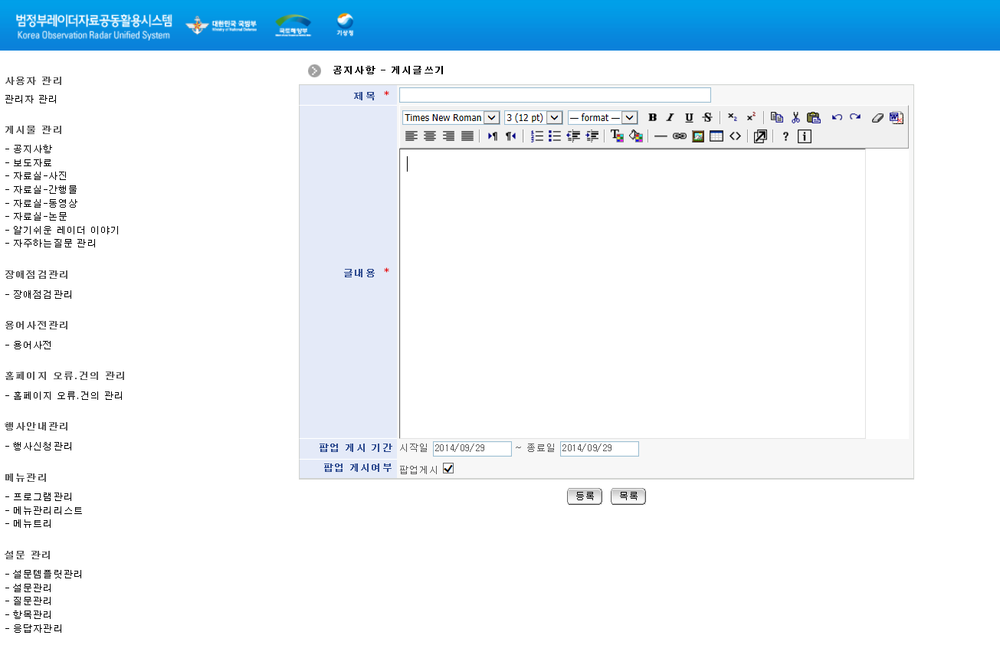 범정부레이더자료공동활용시스템
Korea Observation Radar Unified System
대한민국 국방부
Ministry of National Defense
국토해양부
기상청
사용자 관리
관리자 관리
게시물 관리
- 공지사항
- 보도자료
- 자료실-사진
- 자료실-간행물
- 자료실-동영상
- 자료실-논문
- 알기쉬운 레이더 이야기
- 자주하는질문 관리
장애점검관리
- 장애점검관리
용어사전관리
- 용어사전
홈페이지 오류.건의 관리
- 홈페이지 오류.건의 관리
행사안내관리
- 행사신청관리
메뉴관리
- 프로그램관리
- 메뉴관리리스트
- 메뉴트리
설문 관리
- 설문템플릿관리
- 설문관리
- 질문관리
- 항목관리
- 응답자관리
공지사항 - 게시글쓰기
제목 *
Times New Roman 3 (12 pt) — format —
글내용 *
팝업 게시 기간 시작일 2014/09/29 ~ 종료일 2014/09/29
팝업 게시여부 팝업게시
등록 목록